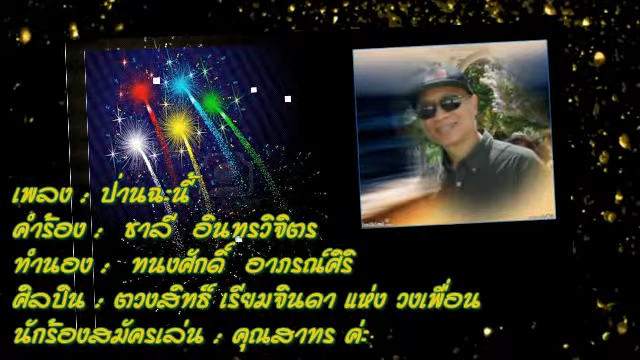 เพลง : ป่านฉะนี้
คำร้อง : ชาลี อินทรวิจิตร
ทำนอง : ทนงศักดิ์ อาภรณ์ศิริ
ศิลปิน : ตวงสิทธิ์ เรียมจินดา แห่ง วงเพื่อน
นักร้องสมัครเล่น : คุณสาทร ค่ะ